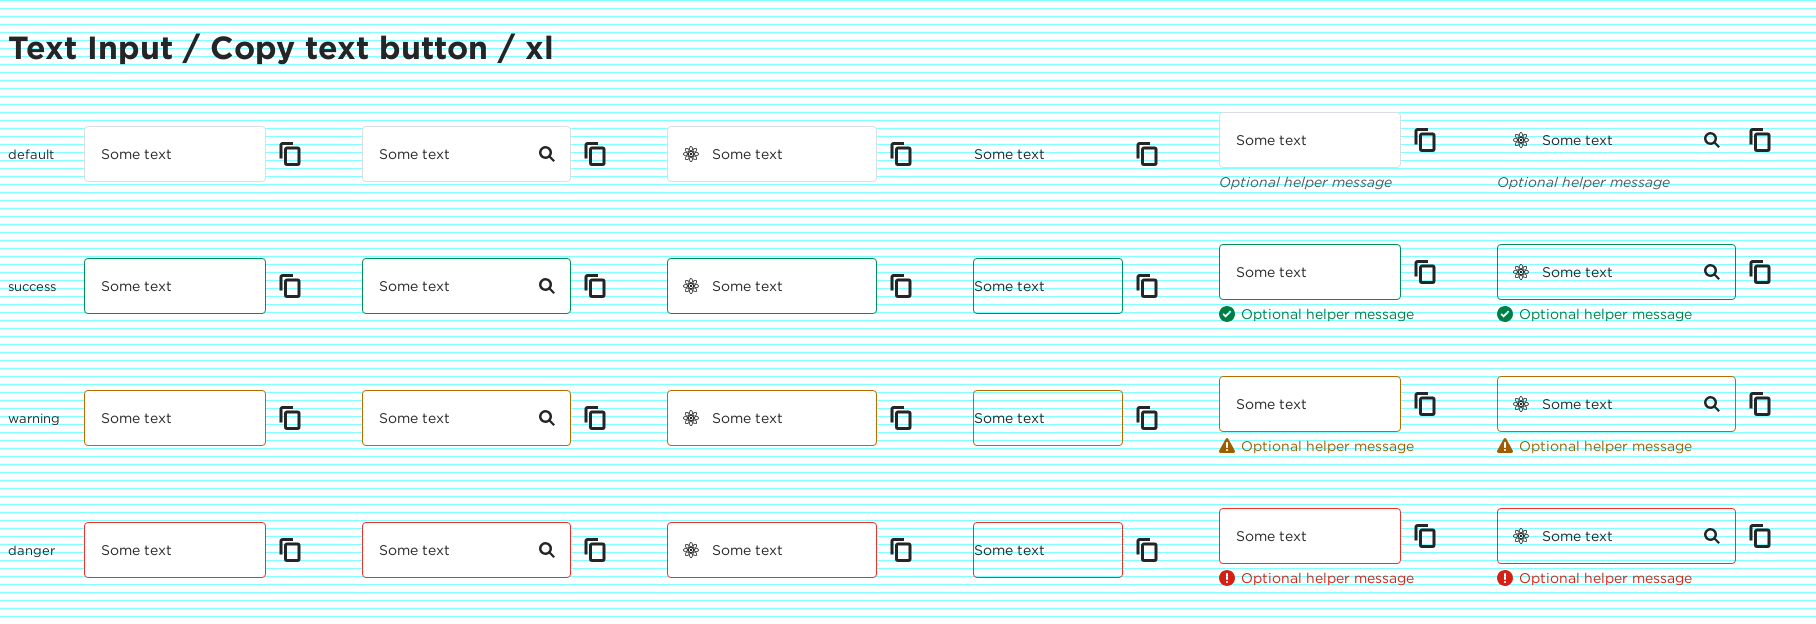 Text Input / Copy text button / xl
default Some text Some text Some text Some text Some text Some text
Optional helper message Optional helper message
success Some text Some text Some text Some text Some text Some text
Optional helper message Optional helper message
warning Some text Some text Some text Some text Some text Some text
Optional helper message Optional helper message
danger Some text Some text Some text Some text Some text Some text
Optional helper message Optional helper message